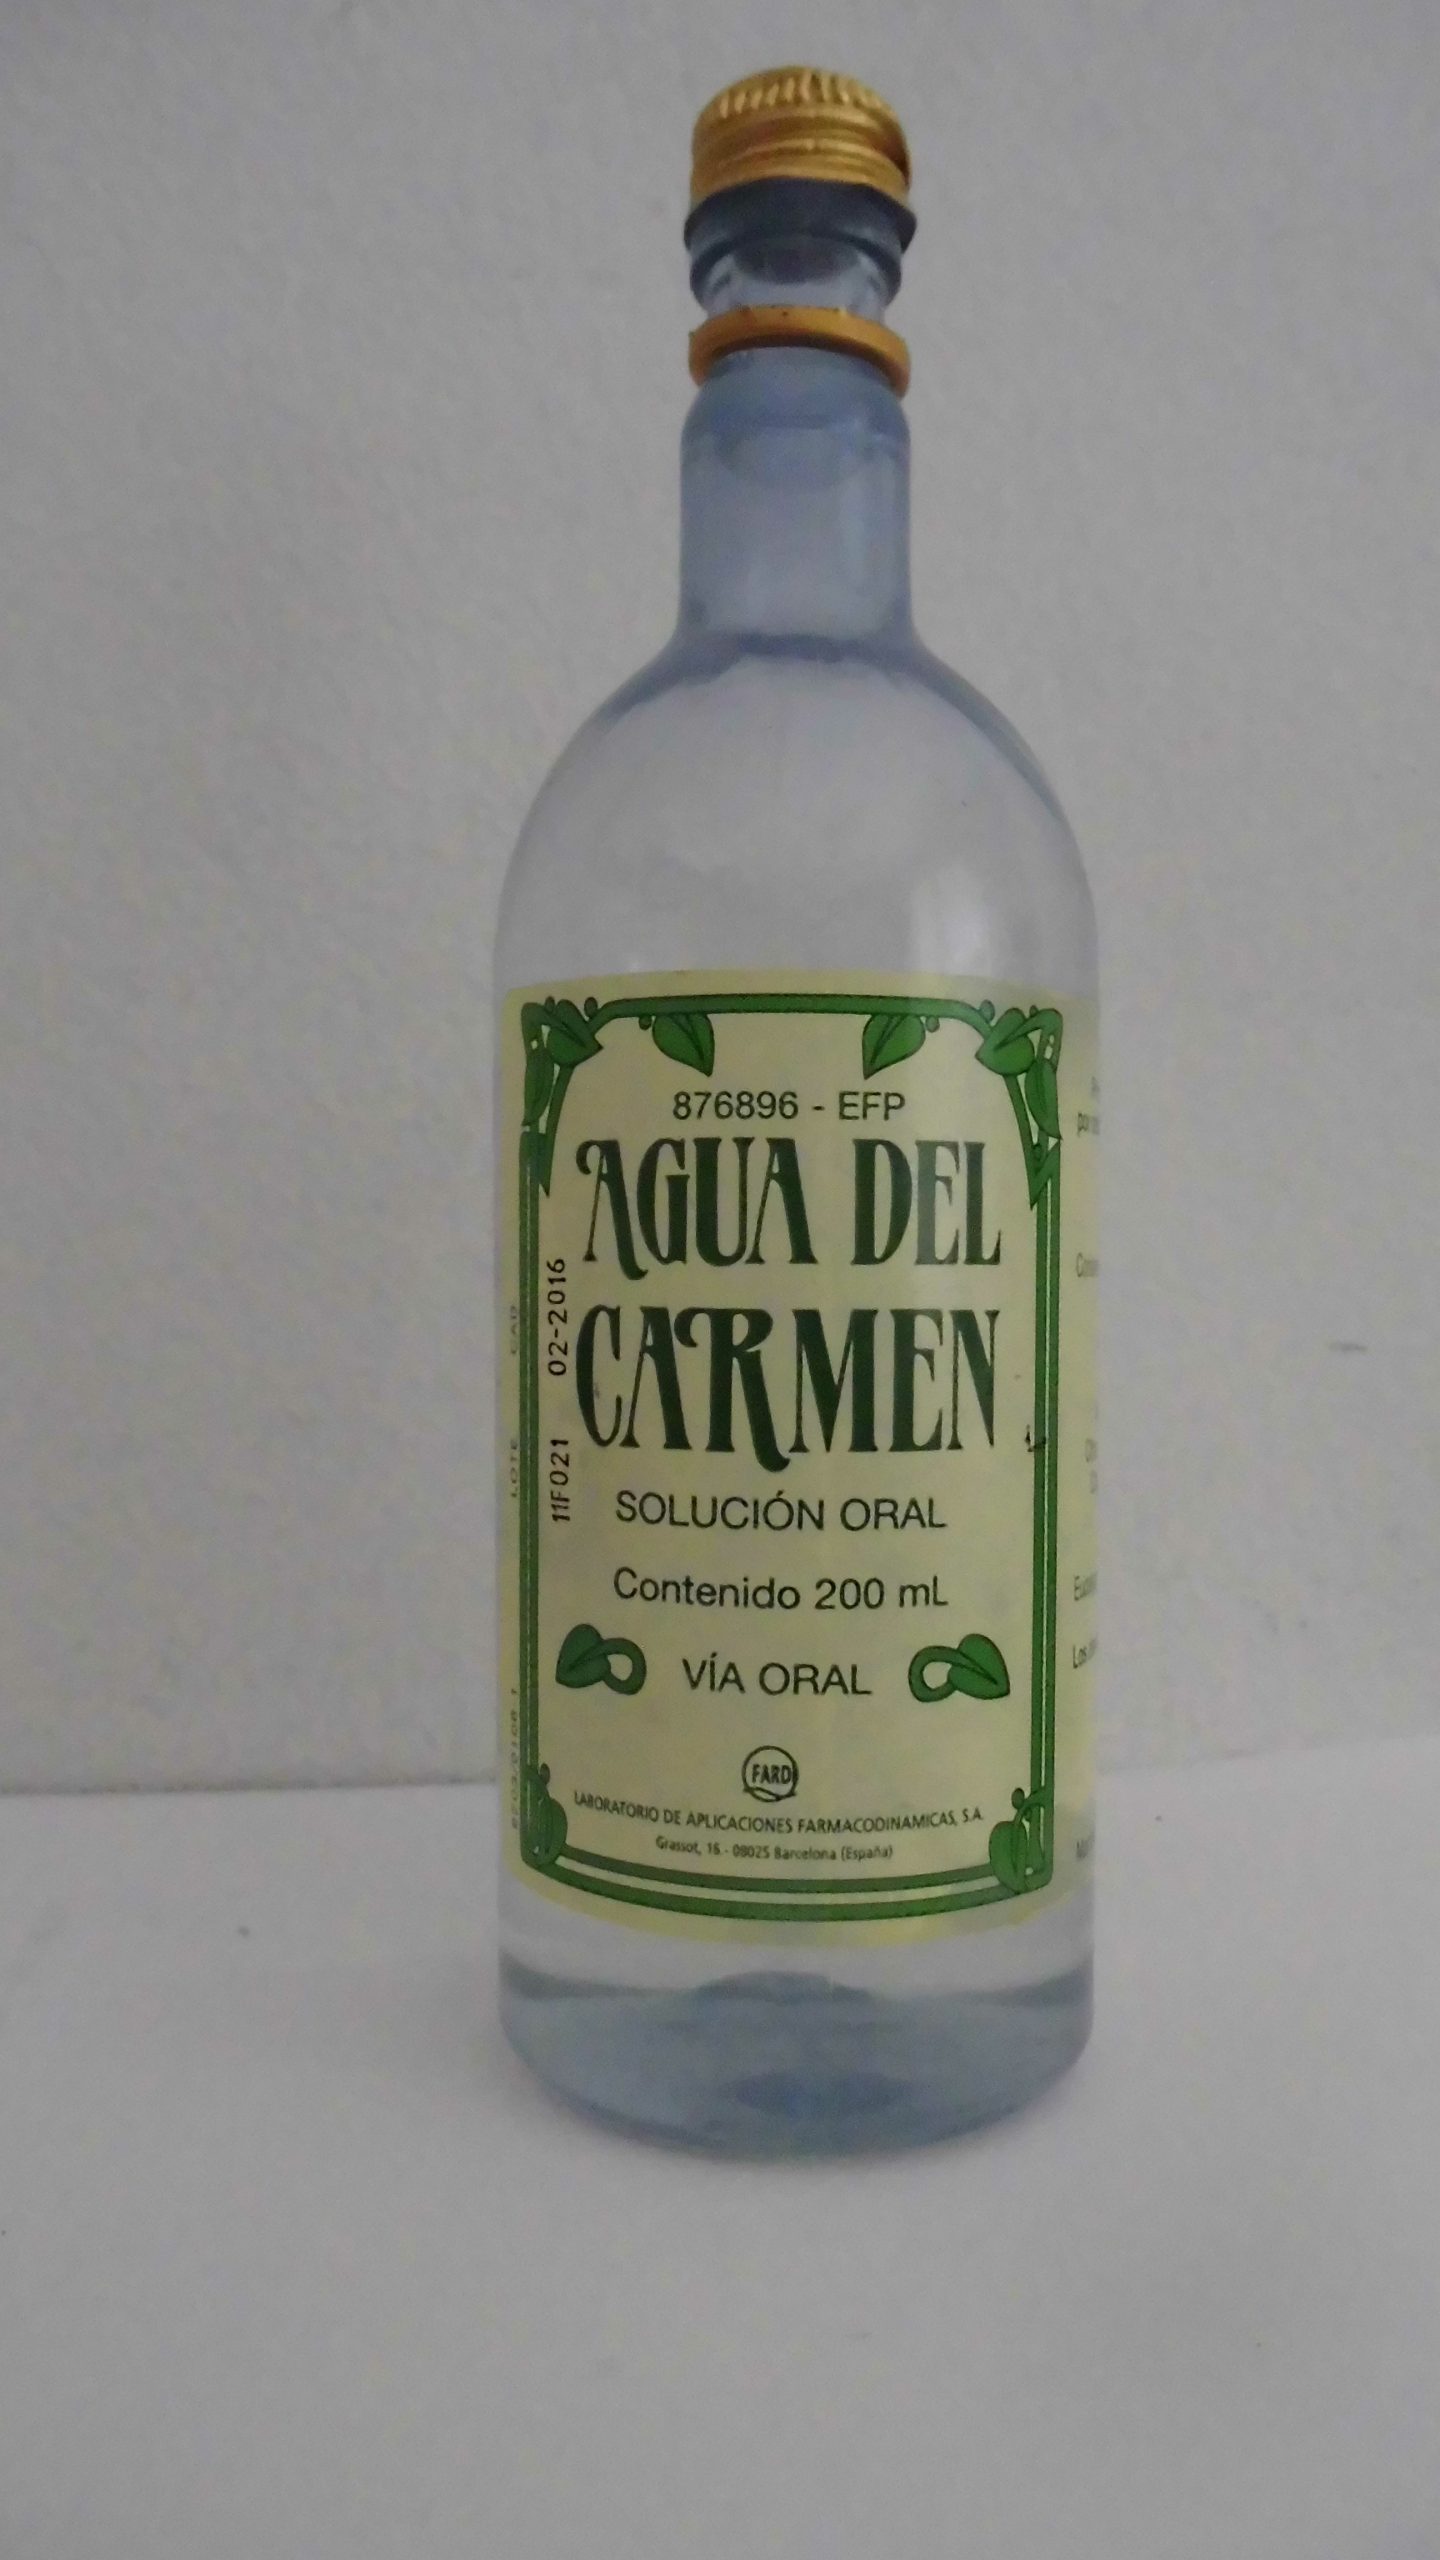 876896 - EFP
AGUA DEL
CARMEN
SOLUCIÓN ORAL
Contenido 200 mL
VÍA ORAL
FARDI
LABORATORIO DE APLICACIONES FARMACODINAMICAS, S.A.
Grassot, 16 - 08025 Barcelona (España)
LOTE CAD
11F021 02-2016